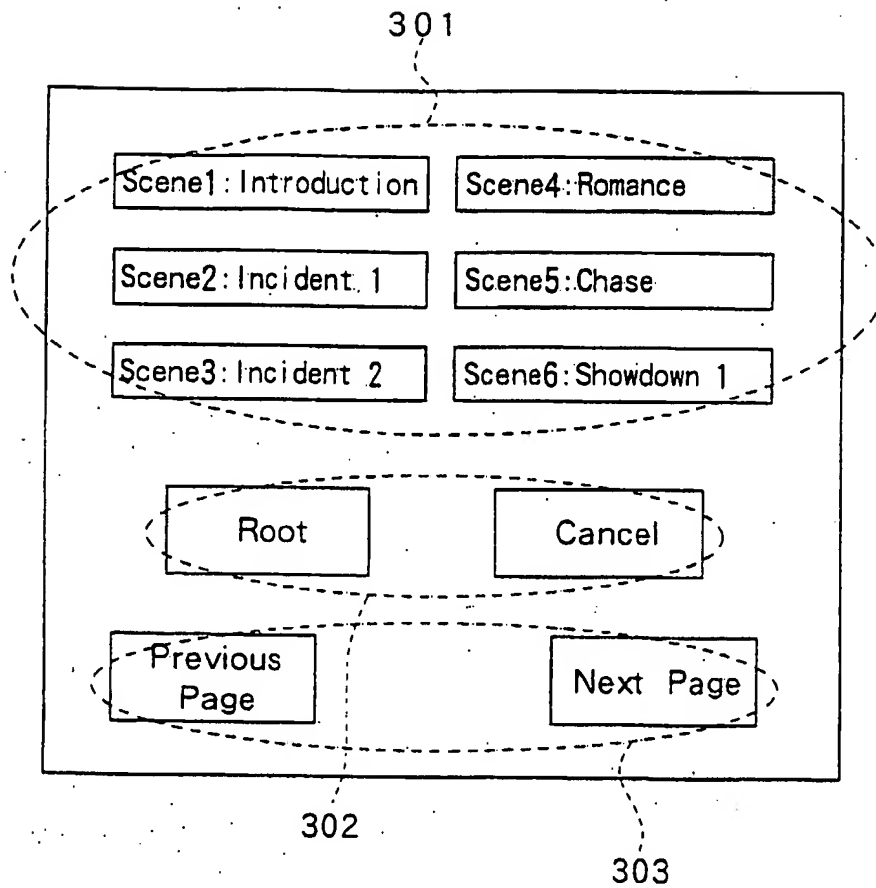 301
Scene1:Introduction
Scene4:Romance
Scene2:Incident 1
Scene5:Chase
Scene3:Incident 2
Scene6:Showdown 1
Root
Cancel
Previous
Page
Next Page
302
303